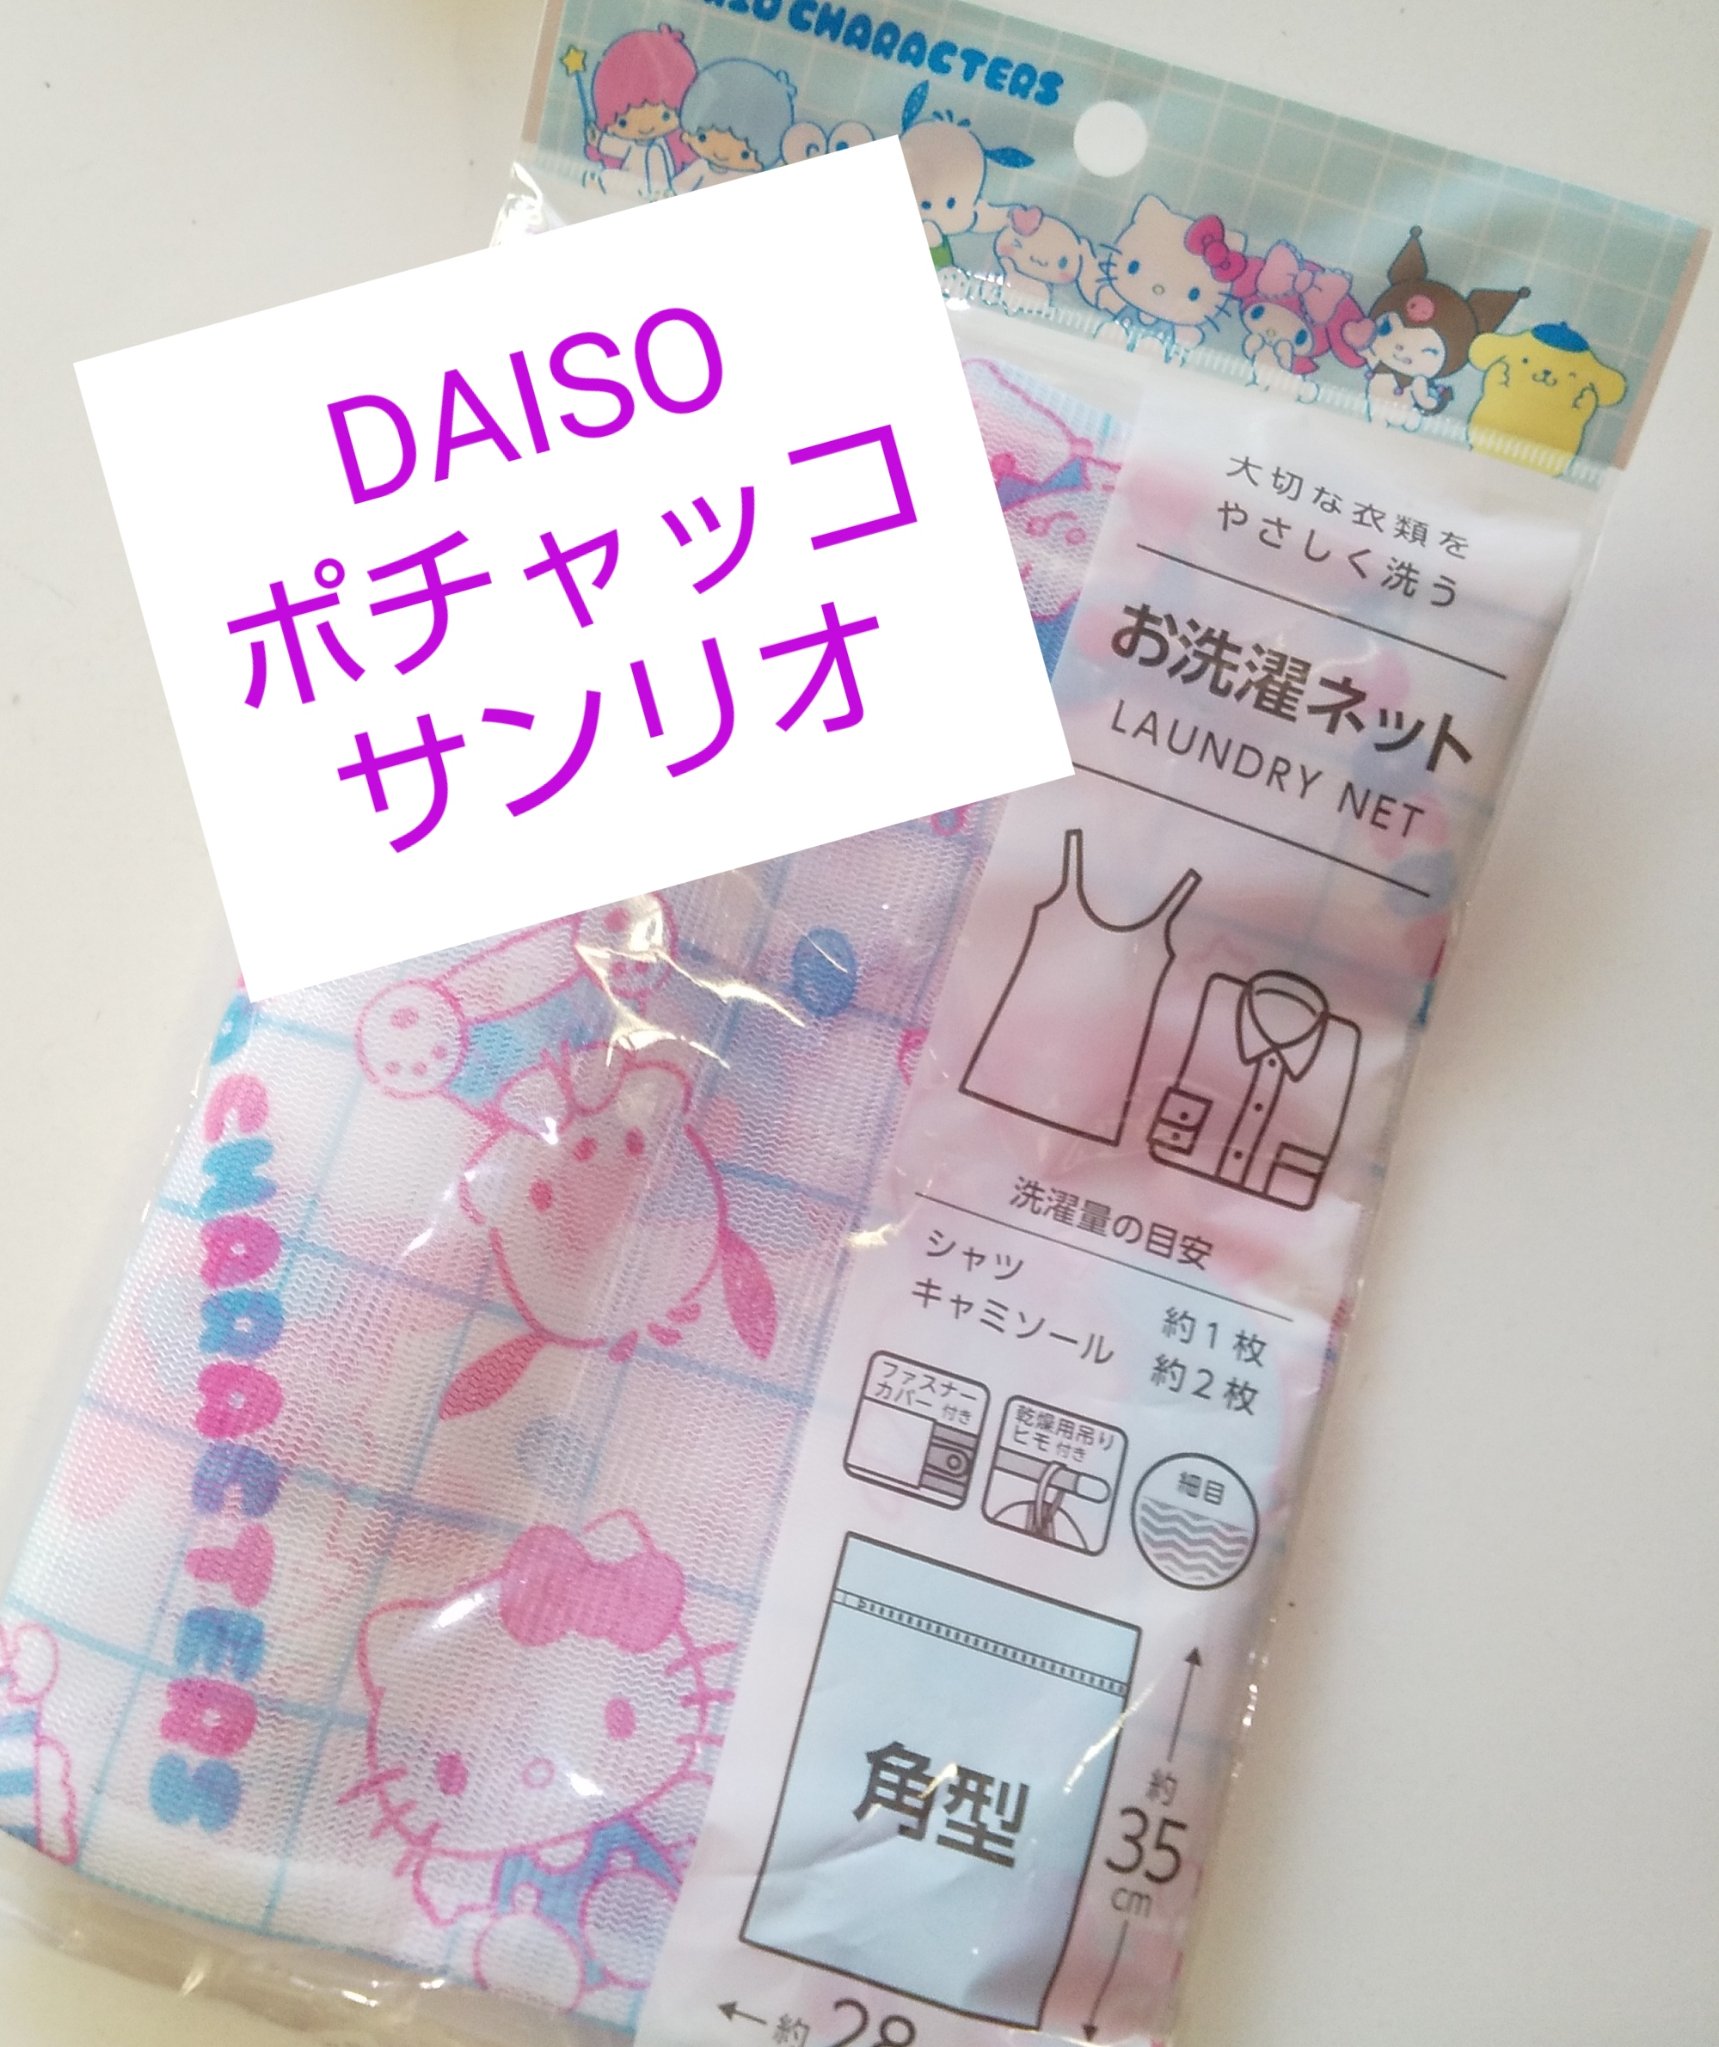 CHARACTERS
DAISO
ポチャッコ
サンリオ
大切な衣類を
やさしく洗う
お洗濯ネット
LAUNDRY NET
洗濯量の目安
シャツ 約1枚
キャミソール 約2枚
ファスナー
カバー付き
乾燥用吊り
ヒモ付き
細目
角型
約
35
cm
約28
CHARACTERS